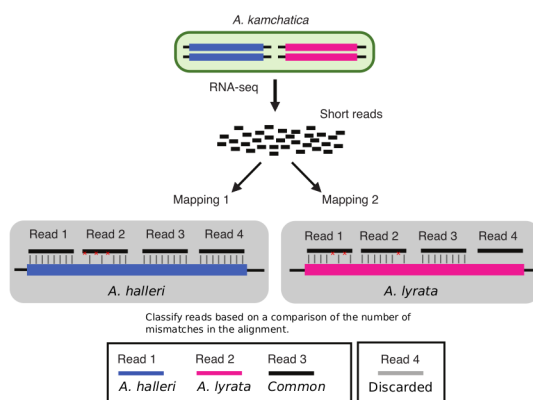 A. kamchatica
RNA-seq
Short reads
Mapping 1
Mapping 2
Read 1 Read 2 Read 3 Read 4
A. halleri
Read 1 Read 2 Read 3 Read 4
A. lyrata
Classify reads based on a comparison of the number of
mismatches in the alignment.
Read 1 Read 2 Read 3
A. halleri A. lyrata Common
Read 4
Discarded